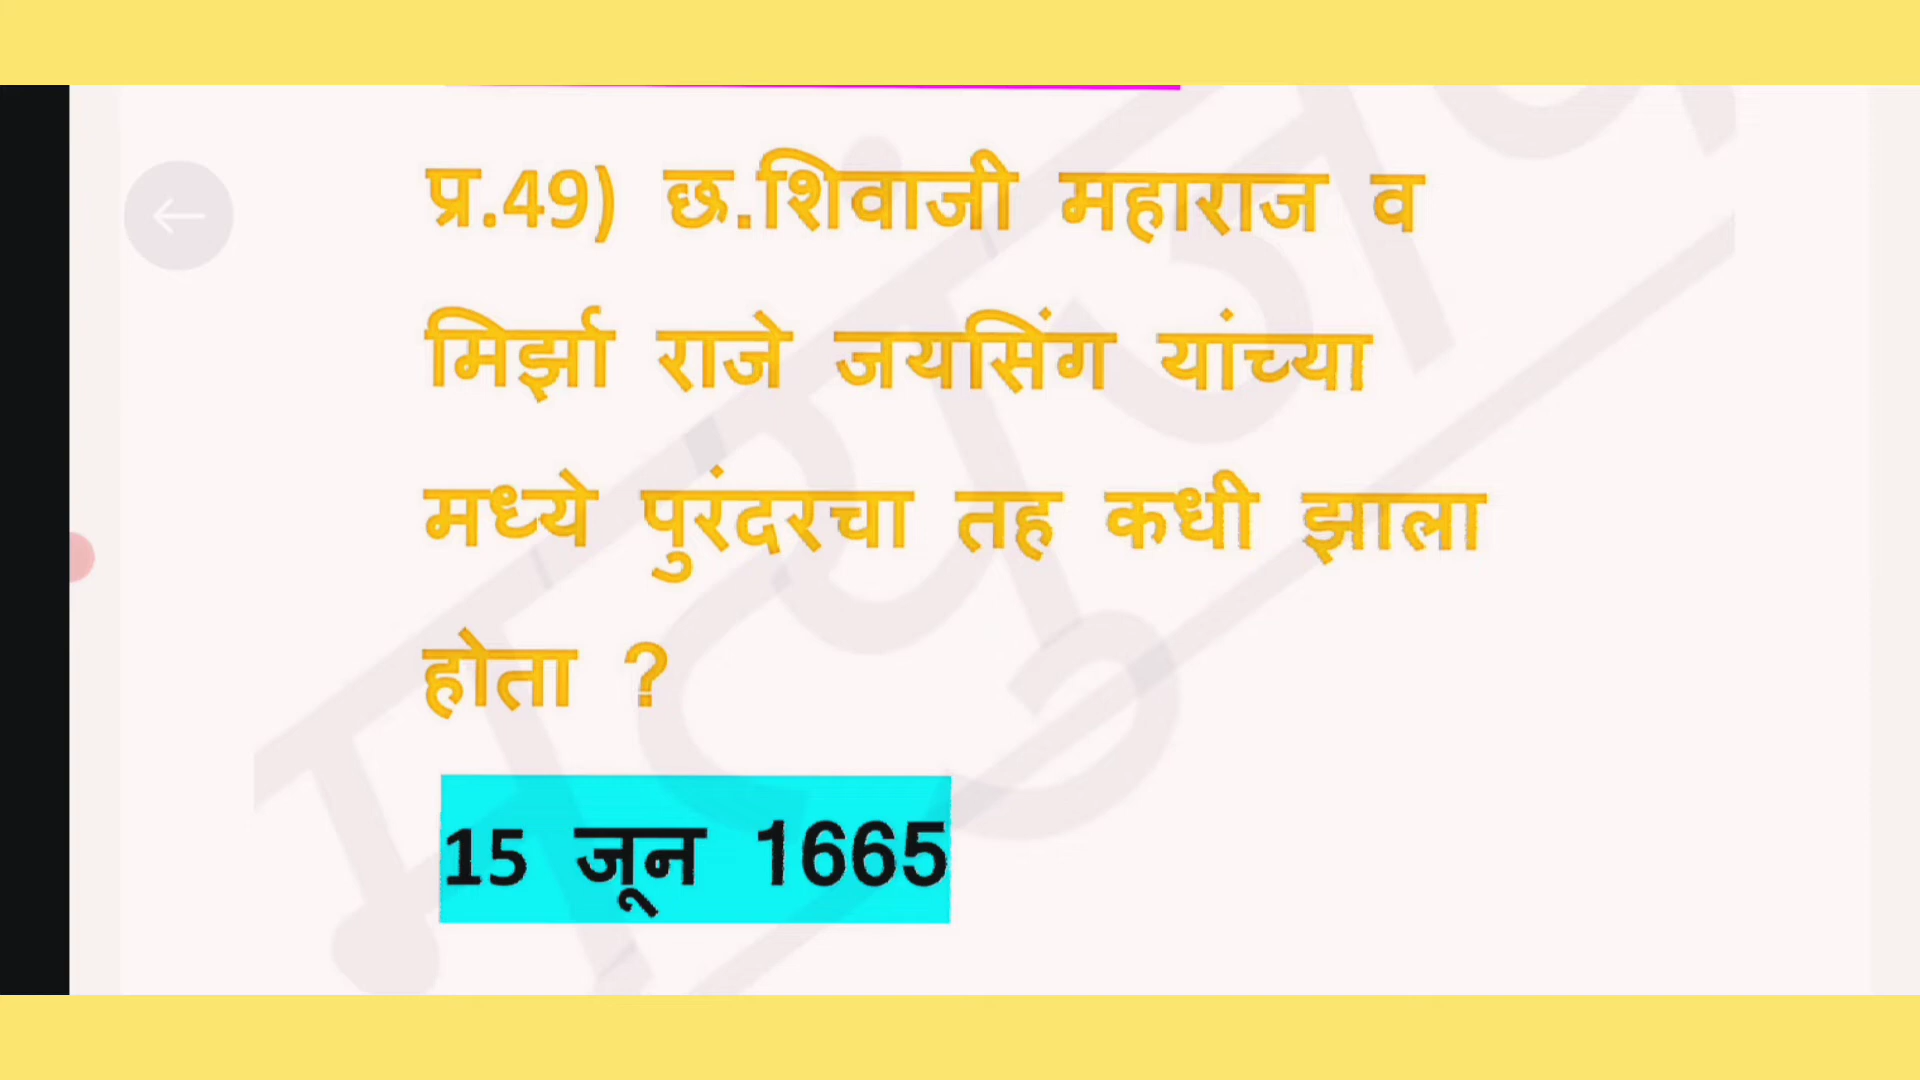 प्र.49) छ.शिवाजी महाराज व
मिर्झा राजे जयसिंग यांच्या
मध्ये पुरंदरचा तह कधी झाला
होता ?
15 जून 1665